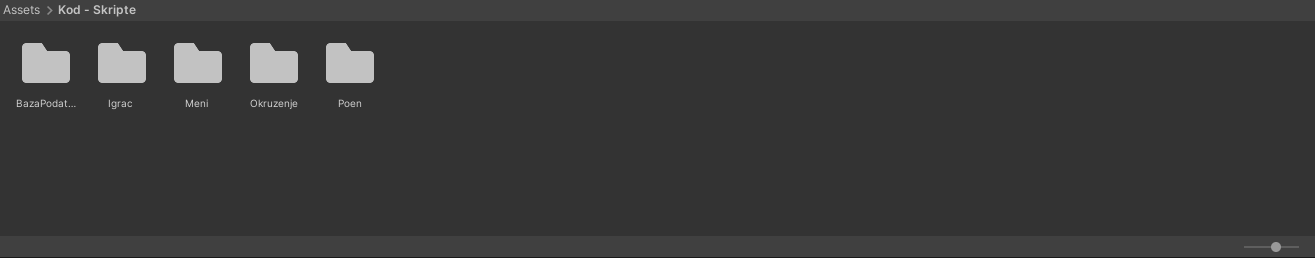 Assets > Kod - Skripte
BazaPodat...
Igrac
Meni
Okruzenje
Poen